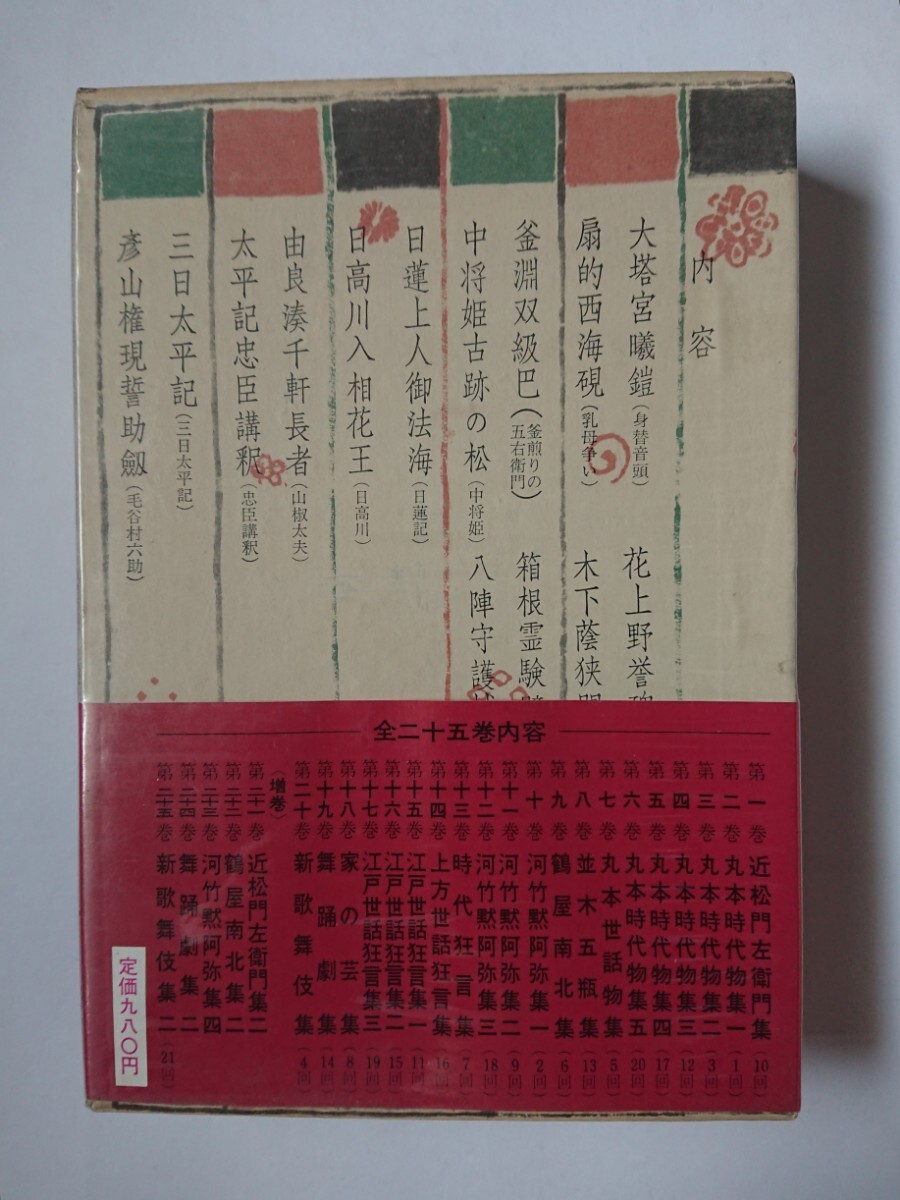 内容
大塔宮曦鎧(身替音頭)
扇的西海硯(乳母争い)
釜淵双級巴(釜煎りの五右衛門)
中将姫古跡の松(中将姫)
日蓮上人御法海(日蓮記)
日高川入相花王(日高川)
由良湊千軒長者(山椒太夫)
太平記忠臣講釈(忠臣講釈)
三日太平記(三日太平記)
彦山権現誓助劔(毛谷村六助)
花上野誉
木下蔭狭
箱根霊験
八陣守護
全二十五巻内容
第一巻 近松門左衛門集(10回)
第二巻 丸本時代物集一(1回)
第三巻 丸本時代物集二(3回)
第四巻 丸本時代物集三(12回)
第五巻 丸本時代物集四(17回)
第六巻 丸本時代物集五(20回)
第七巻 丸本世話物集(5回)
第八巻 並木五瓶集(13回)
第九巻 鶴屋南北集(6回)
第十巻 河竹黙阿弥集一(2回)
第十一巻 河竹黙阿弥集二(9回)
第十二巻 河竹黙阿弥集三(18回)
第十三巻 時代狂言集(7回)
第十四巻 上方世話狂言集(16回)
第十五巻 江戸世話狂言集一(11回)
第十六巻 江戸世話狂言集二(15回)
第十七巻 江戸世話狂言集三(19回)
第十八巻 家の芸集(8回)
第十九巻 舞踊劇集(14回)
第二十巻 新歌舞伎集(4回)
(増巻)
第二十一巻 近松門左衛門集二
第二十二巻 鶴屋南北集二
第二十三巻 河竹黙阿弥集四
第二十四巻 舞踊劇集二
第二十五巻 新歌舞伎集二(21回)
定価九八〇円